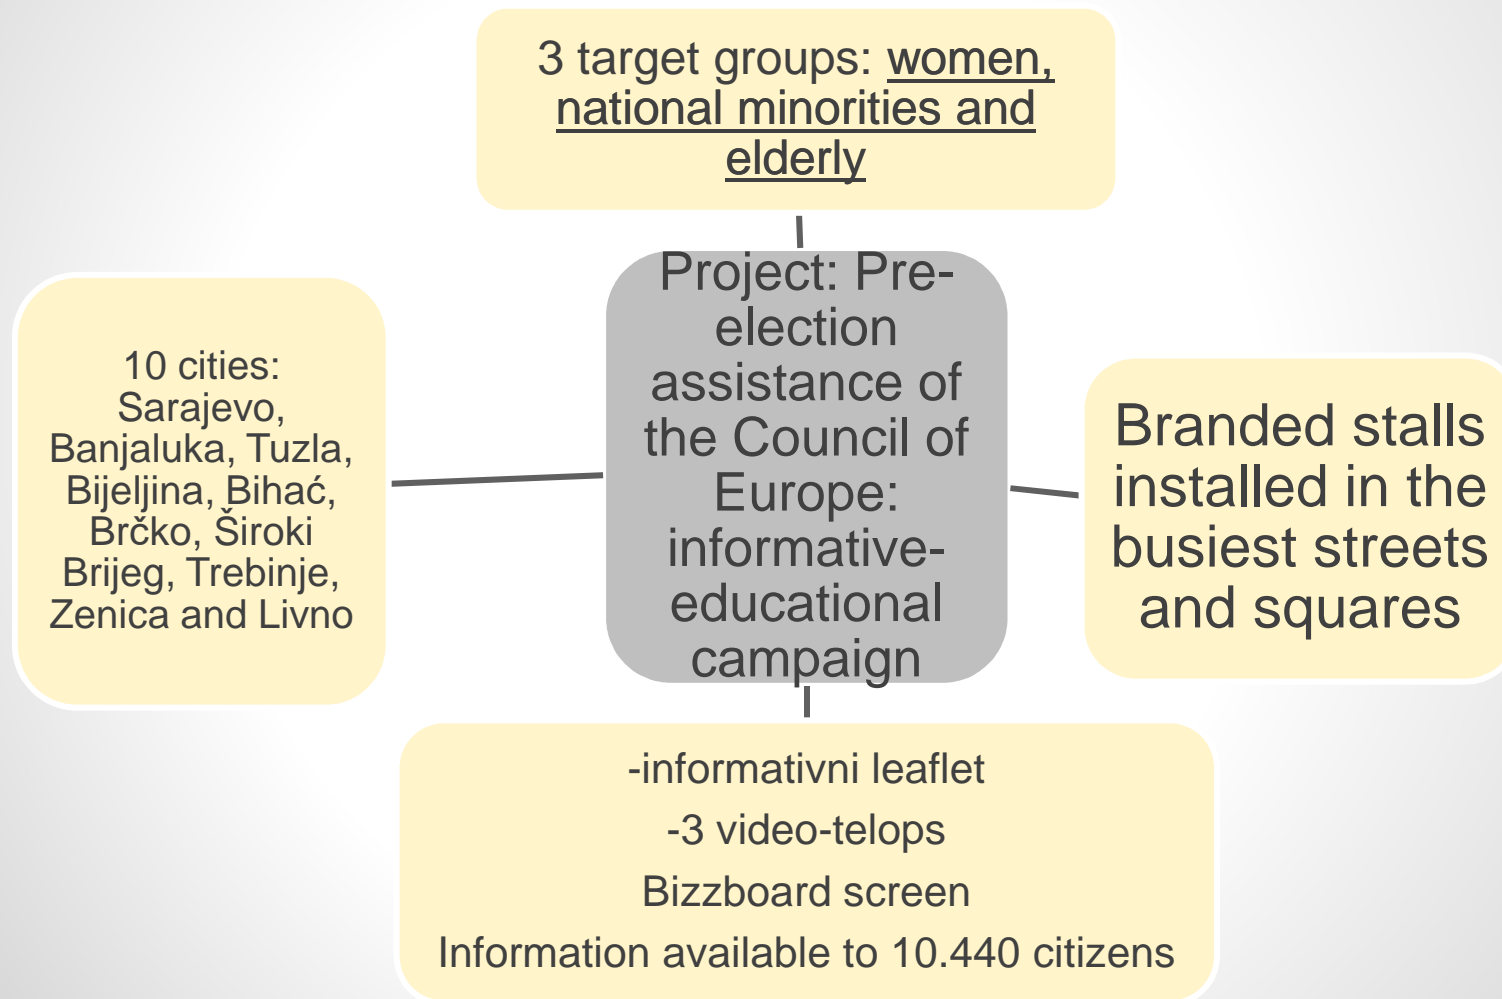 3 target groups: women,
national minorities and
elderly
Project: Pre-
election
assistance of
the Council of
Europe:
informative-
educational
campaign
10 cities:
Sarajevo,
Banjaluka, Tuzla,
Bijeljina, Bihać,
Brčko, Široki
Brijeg, Trebinje,
Zenica and Livno
Branded stalls
installed in the
busiest streets
and squares
-informativni leaflet
-3 video-telops
Bizzboard screen
Information available to 10.440 citizens